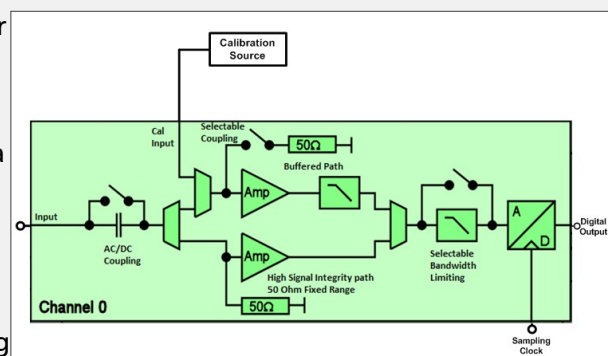 r
a
g
Calibration
Source
Cal
Input
Selectable
Coupling
50Ω
Buffered Path
Amp
Input
AC/DC
Coupling
Amp
High Signal Integrity path
50 Ohm Fixed Range
50Ω
Selectable
Bandwidth
Limiting
A
D
Digital
Output
Channel 0
Sampling
Clock